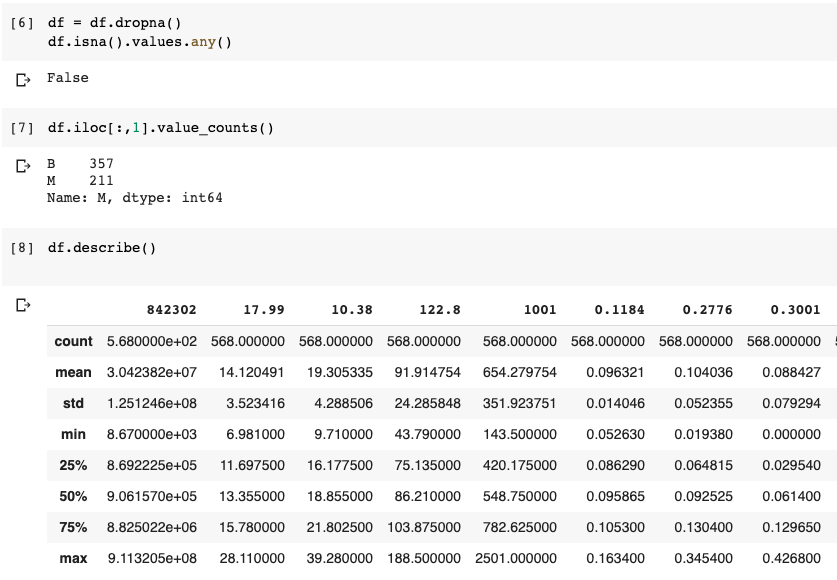 [6] df = df.dropna()
df.isna().values.any()
False
[7] df.iloc[:,1].value_counts()
B 357
M 211
Name: M, dtype: int64
[8] df.describe()
842302 17.99 10.38 122.8 1001 0.1184 0.2776 0.3001
count 5.680000e+02 568.000000 568.000000 568.000000 568.000000 568.000000 568.000000 568.000000
mean 3.042382e+07 14.120491 19.305335 91.914754 654.279754 0.096321 0.104036 0.088427
std 1.251246e+08 3.523416 4.288506 24.285848 351.923751 0.014046 0.052355 0.079294
min 8.670000e+03 6.981000 9.710000 43.790000 143.500000 0.052630 0.019380 0.000000
25% 8.692225e+05 11.697500 16.177500 75.135000 420.175000 0.086290 0.064815 0.029540
50% 9.061570e+05 13.355000 18.855000 86.210000 548.750000 0.095865 0.092525 0.061400
75% 8.825022e+06 15.780000 21.802500 103.875000 782.625000 0.105300 0.130400 0.129650
max 9.113205e+08 28.110000 39.280000 188.500000 2501.000000 0.163400 0.345400 0.426800